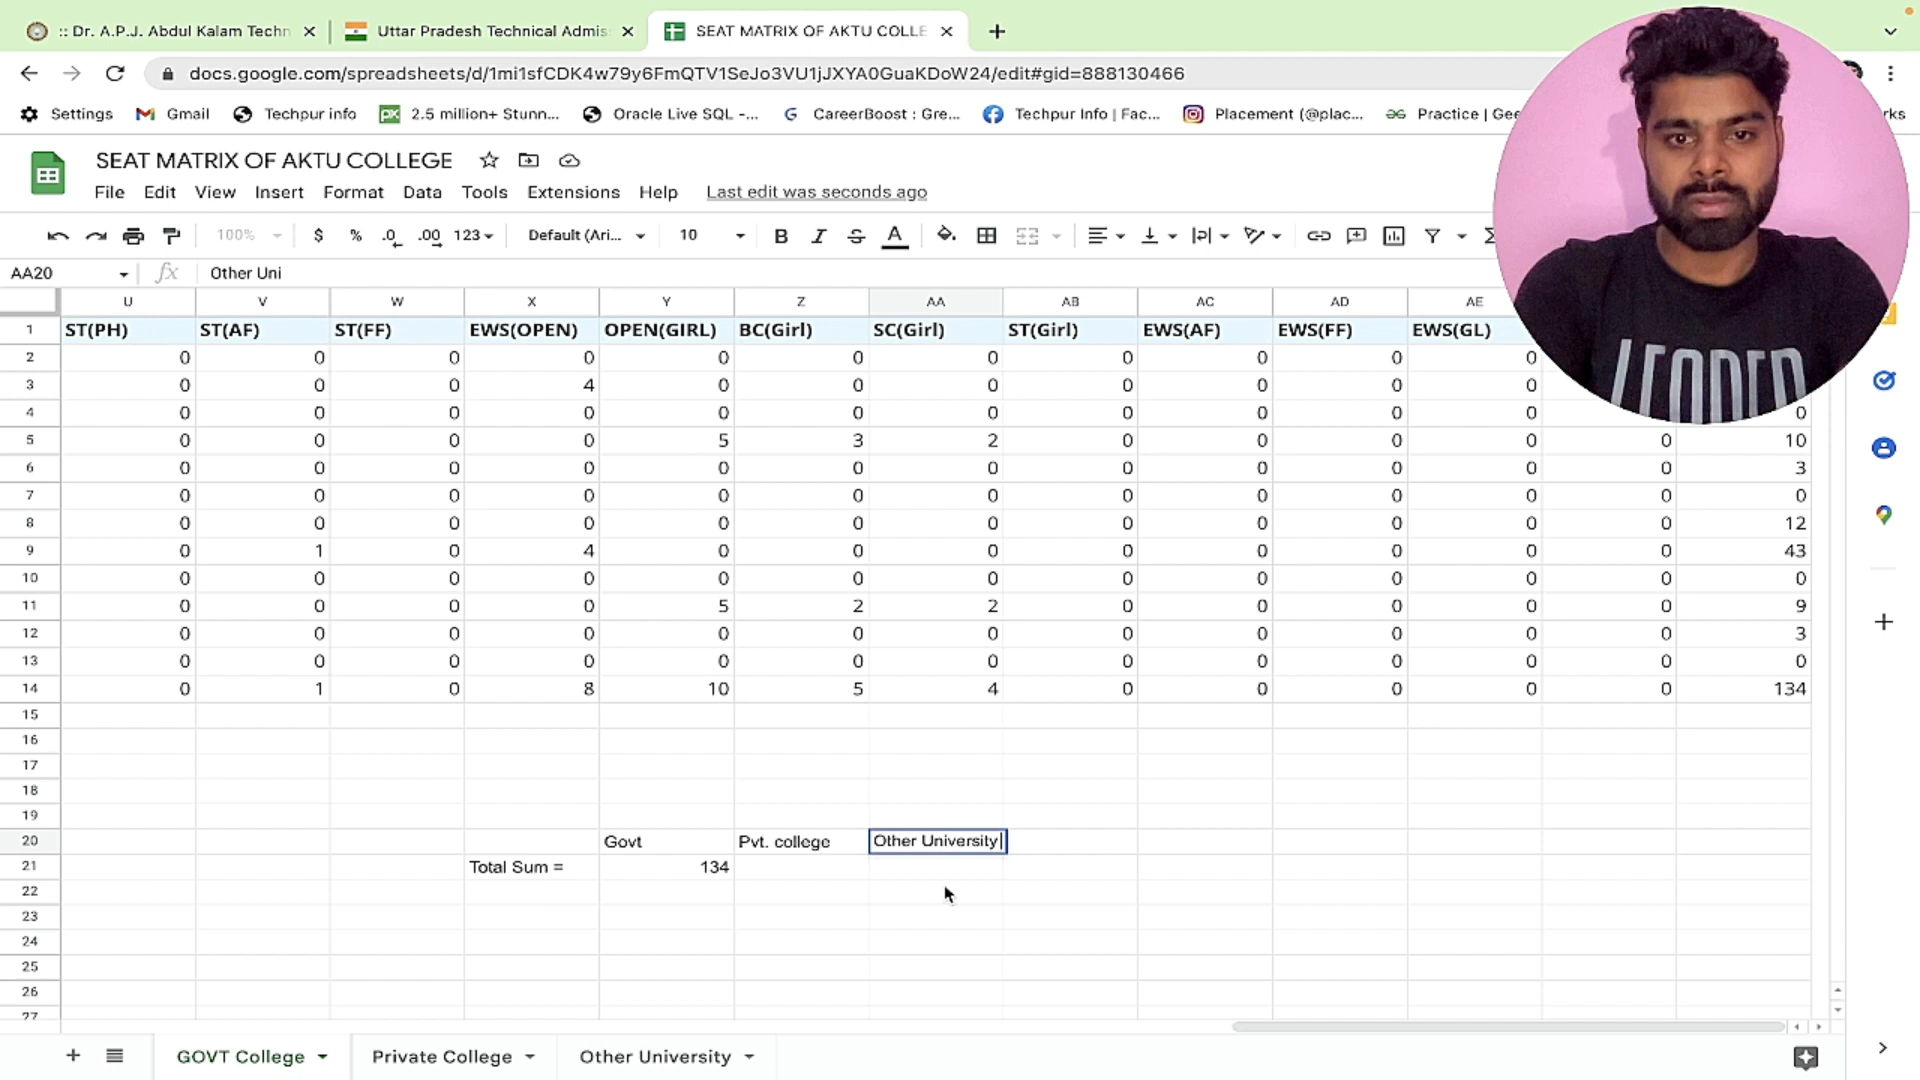 :: Dr. A.P.J. Abdul Kalam Techn
Uttar Pradesh Technical Admis
SEAT MATRIX OF AKTU COLLE
docs.google.com/spreadsheets/d/1mi1sfCDK4w79y6FmQTV1SeJo3VU1jJXYA0GuaKDoW24/edit#gid=888130466
Settings Gmail Techpur info 2.5 million+ Stunn... Oracle Live SQL -... CareerBoost : Gre... Techpur Info | Fac... Placement (@plac... Practice | Gee rks
SEAT MATRIX OF AKTU COLLEGE
File Edit View Insert Format Data Tools Extensions Help Last edit was seconds ago
100% $ % .0 .00 123 Default (Ari... 10 B I S A Σ
AA20 fx Other Uni
U V W X Y Z AA AB AC AD AE
1 ST(PH) ST(AF) ST(FF) EWS(OPEN) OPEN(GIRL) BC(Girl) SC(Girl) ST(Girl) EWS(AF) EWS(FF) EWS(GL)
2 0 0 0 0 0 0 0 0 0 0 0
3 0 0 0 4 0 0 0 0 0 0 0
4 0 0 0 0 0 0 0 0 0 0 0 0
5 0 0 0 0 5 3 2 0 0 0 0 0 10
6 0 0 0 0 0 0 0 0 0 0 0 0 3
7 0 0 0 0 0 0 0 0 0 0 0 0 0
8 0 0 0 0 0 0 0 0 0 0 0 0 12
9 0 1 0 4 0 0 0 0 0 0 0 0 43
10 0 0 0 0 0 0 0 0 0 0 0 0 0
11 0 0 0 0 5 2 2 0 0 0 0 0 9
12 0 0 0 0 0 0 0 0 0 0 0 0 3
13 0 0 0 0 0 0 0 0 0 0 0 0 0
14 0 1 0 8 10 5 4 0 0 0 0 0 134
15
16
17
18
19
20 Govt Pvt. college Other University
21 Total Sum = 134
22
23
24
25
26
27
GOVT College Private College Other University
LEADER